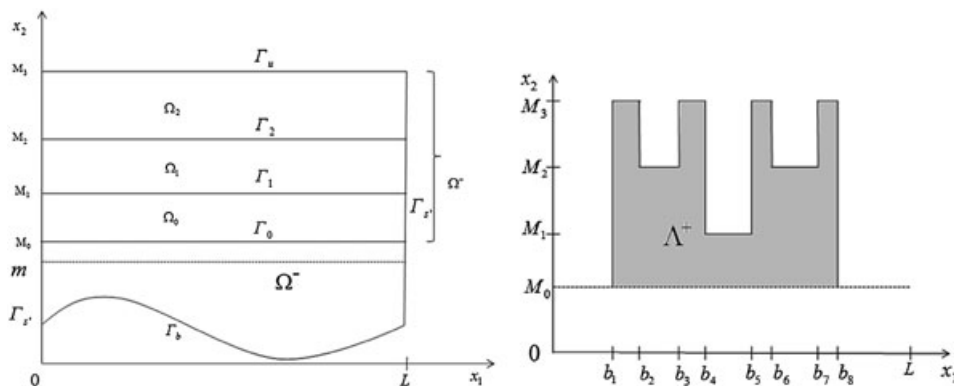 x₂
M₃
Γᵤ
Ω₂
M₂
Γ₂
Ω₁
M₁
Γ₁
Ω⁻
Γₛ'
Ω₀
M₀
Γ₀
m
Ω⁻
Γₛ'
Γ_b
0
L
x₁
x₂
M₃
M₂
M₁
Λ⁺
M₀
0
b₁ b₂ b₃ b₄ b₅ b₆ b₇ b₈ L